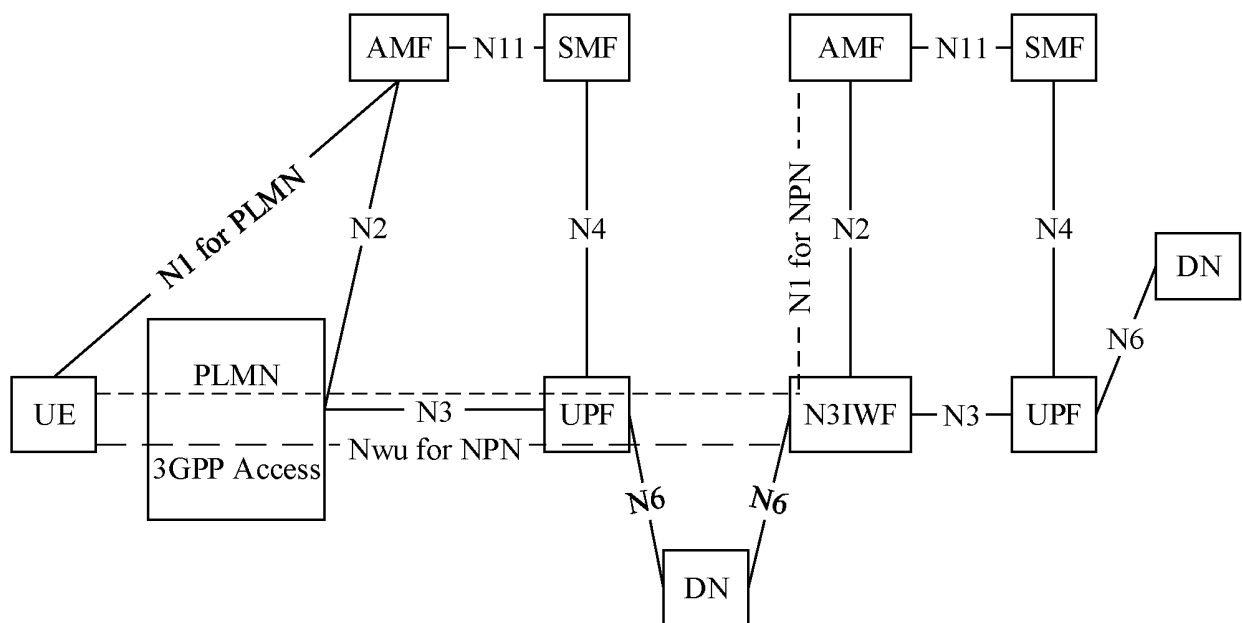 AMF
N11
SMF
AMF
N11
SMF
N1 for PLMN
N2
N4
N1 for NPN
N2
N4
DN
N6
PLMN
UE
N3
UPF
N3IWF
N3
UPF
Nwu for NPN
3GPP Access
N6
N6
DN